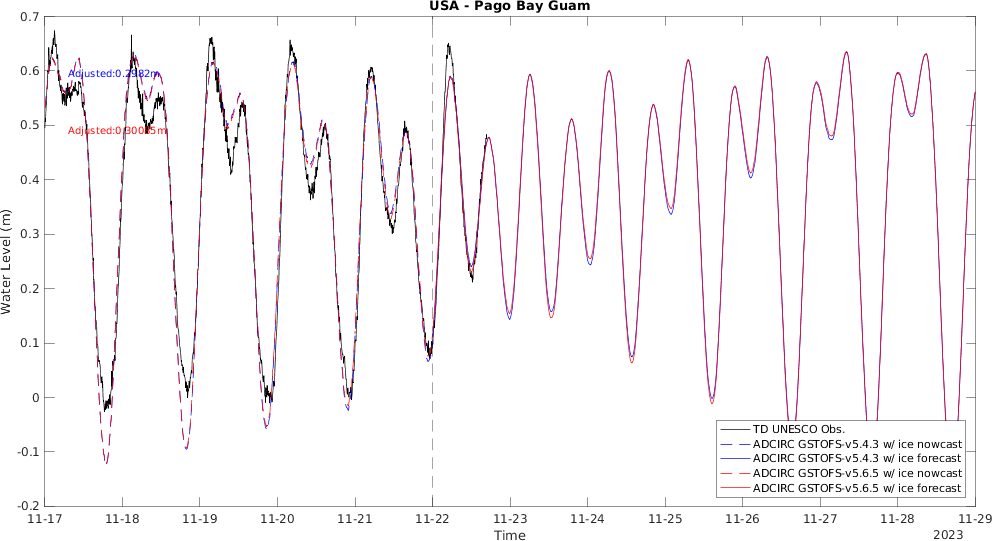 USA - Pago Bay Guam
0.7
0.6
0.5
0.4
0.3
0.2
0.1
0
-0.1
-0.2
Water Level (m)
Adjusted:0.2982m
TD UNESCO Obs.
ADCIRC GSTOFS-v5.4.3 w/ ice nowcast
ADCIRC GSTOFS-v5.4.3 w/ ice forecast
ADCIRC GSTOFS-v5.6.5 w/ ice nowcast
ADCIRC GSTOFS-v5.6.5 w/ ice forecast
11-17 11-18 11-19 11-20 11-21 11-22 11-23 11-24 11-25 11-26 11-27 11-28 11-29
Time
2023